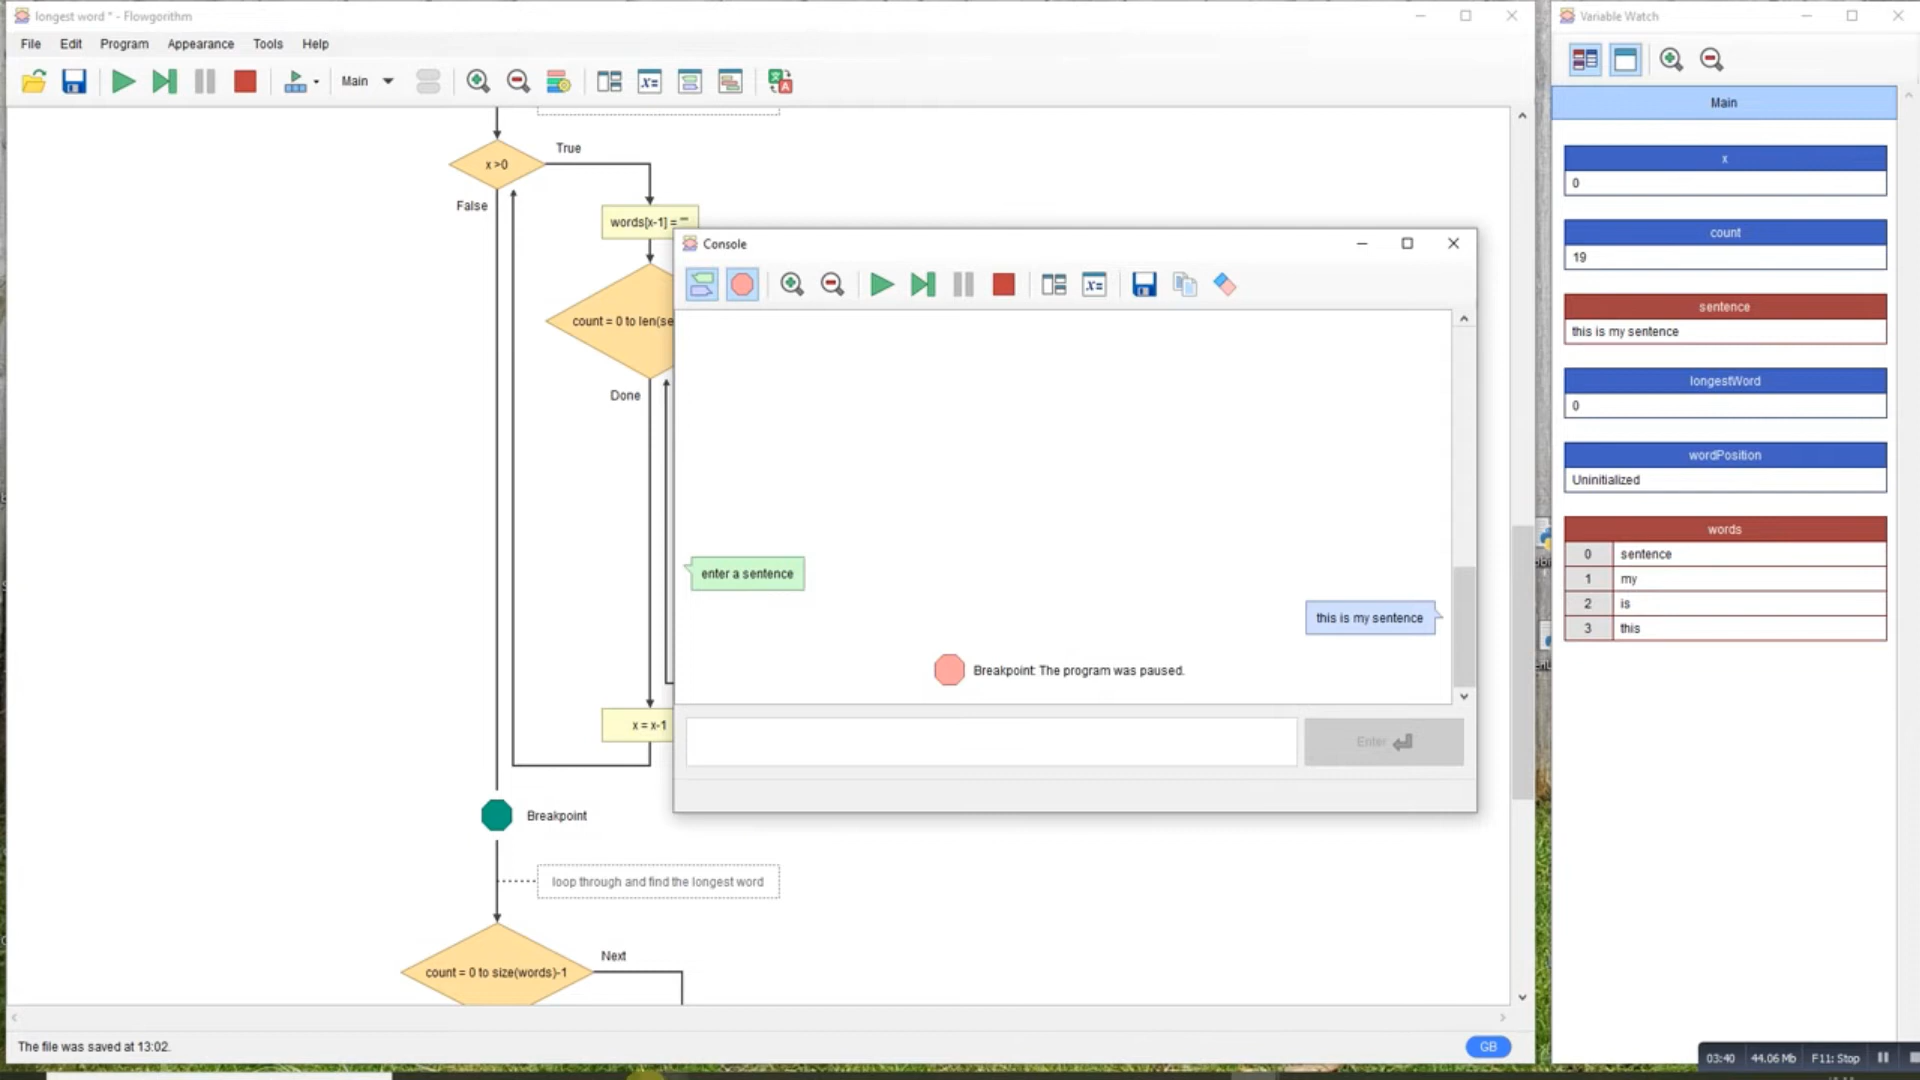 longest word * - Flowgorithm
File Edit Program Appearance Tools Help
Main
x >0
True
False
words[x-1] = ""
count = 0 to len(se
Done
x = x-1
Breakpoint
loop through and find the longest word
count = 0 to size(words)-1
Next
The file was saved at 13:02.
GB
Console
enter a sentence
this is my sentence
Breakpoint: The program was paused.
Enter
Variable Watch
Main
x
0
count
19
sentence
this is my sentence
longestWord
0
wordPosition
Uninitialized
words
0 sentence
1 my
2 is
3 this
03:40 44.06 Mb F11: Stop